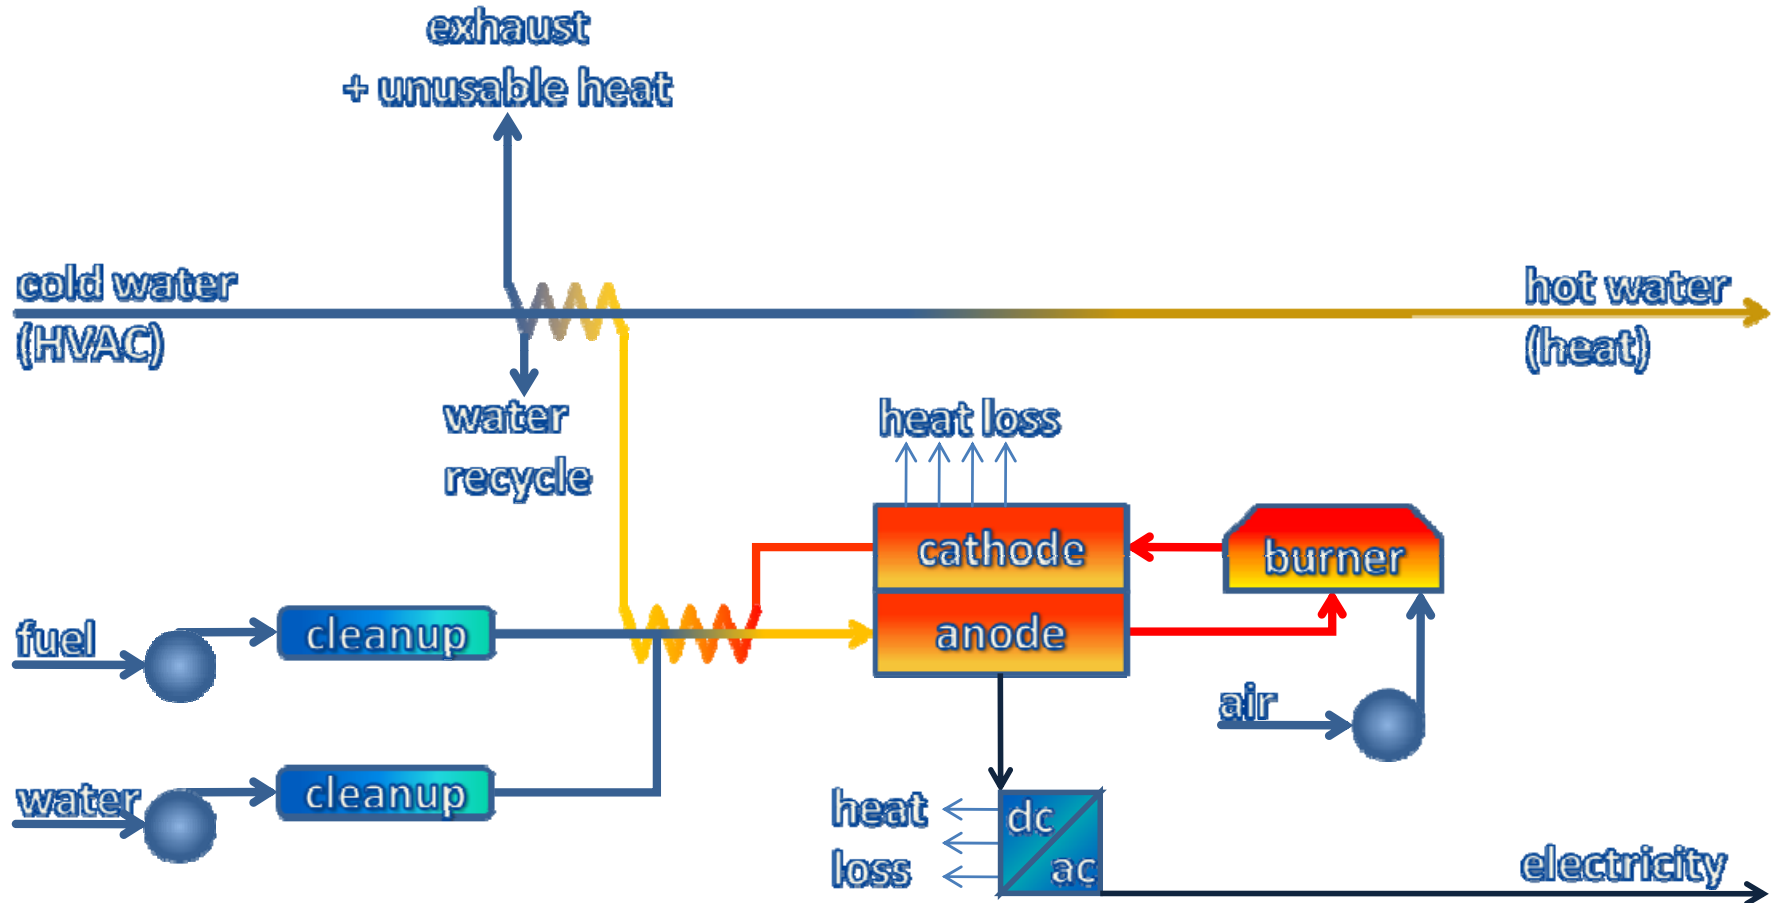 exhaust
+ unusable heat
cold water
(HVAC)
hot water
(heat)
water
recycle
heat loss
cathode
burner
fuel
cleanup
anode
air
water
cleanup
heat
loss
dc
ac
electricity